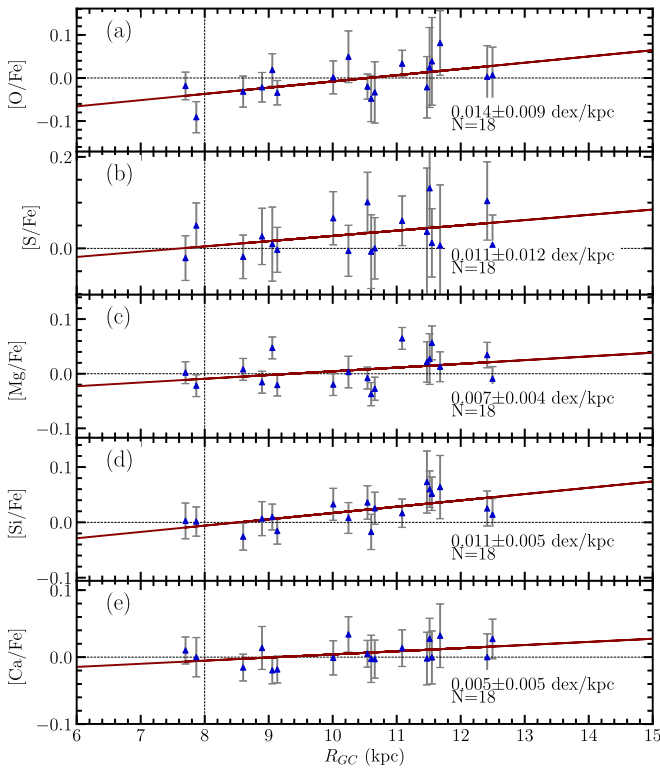 (a)
[O/Fe]
0.1
0.0
−0.1
0.014±0.009 dex/kpc
N=18
(b)
[S/Fe]
0.2
0.0
0.011±0.012 dex/kpc
N=18
(c)
[Mg/Fe]
0.1
0.0
−0.1
0.007±0.004 dex/kpc
N=18
(d)
[Si/Fe]
0.1
0.0
−0.1
0.011±0.005 dex/kpc
N=18
(e)
[Ca/Fe]
0.1
0.0
−0.1
0.005±0.005 dex/kpc
N=18
6 7 8 9 10 11 12 13 14 15
R_GC (kpc)